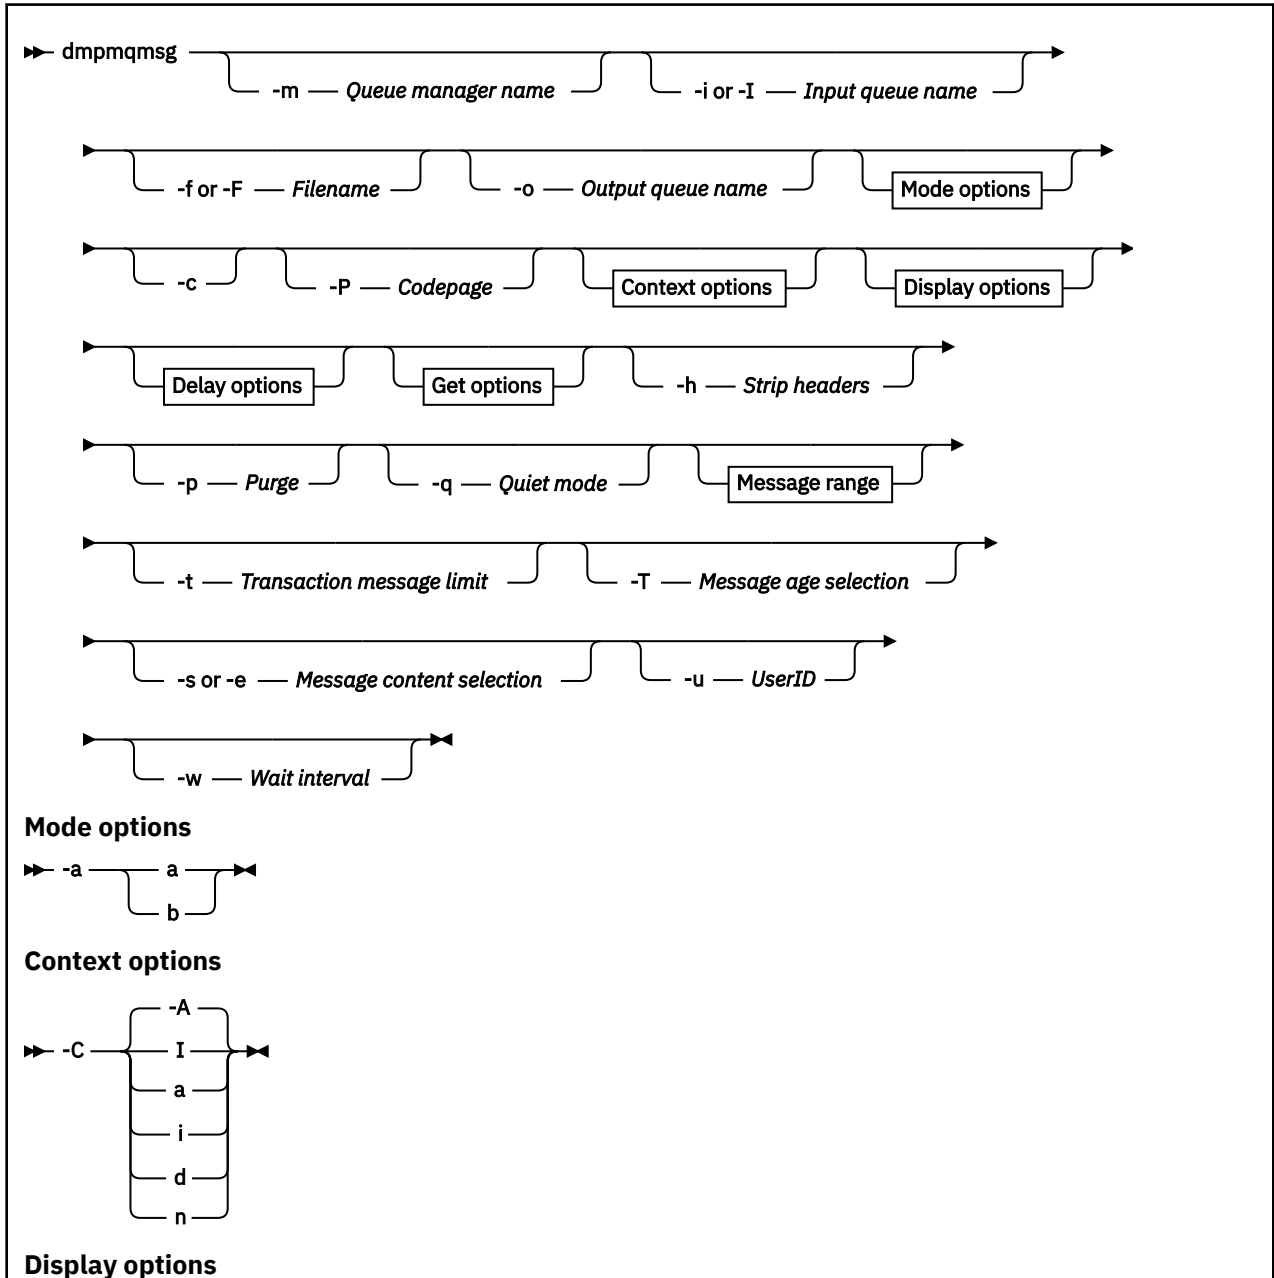 dmpmqmsg -m Queue manager name -i or -I Input queue name
-f or -F Filename -o Output queue name Mode options
-c -P Codepage Context options Display options
Delay options Get options -h Strip headers
-p Purge -q Quiet mode Message range
-t Transaction message limit -T Message age selection
-s or -e Message content selection -u UserID
-w Wait interval
Mode options
-a a
b
Context options
-A
-C I
a
i
d
n
Display options